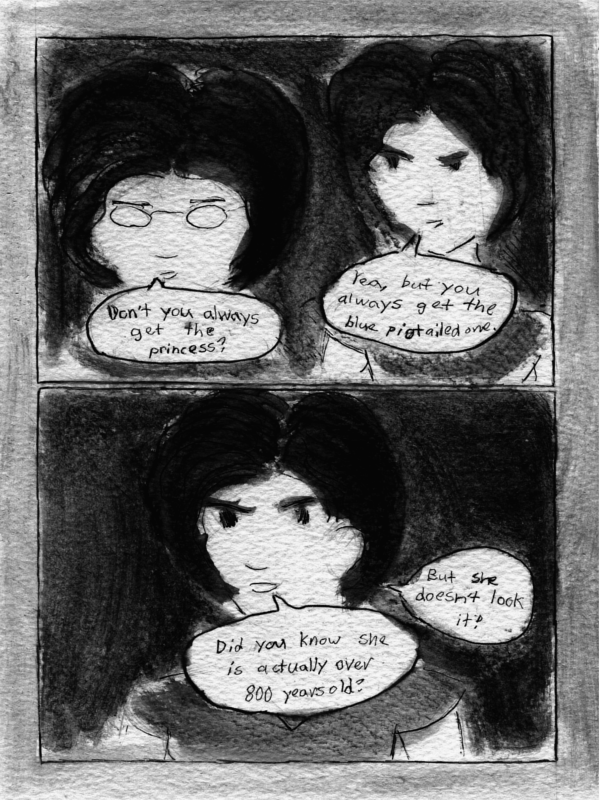 Don't you always
get the
princess?
Yea, but you
always get the
blue pigtailed one.
But she
doesn't look
it!
Did you know she
is actually over
800 years old?